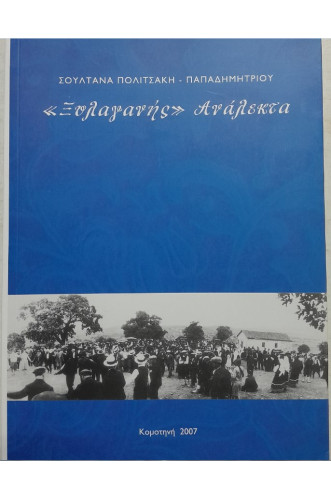 ΣΟΥΛΤΑΝΑ ΠΟΛΙΤΣΑΚΗ - ΠΑΠΑΔΗΜΗΤΡΙΟΥ
«Ξυλαγανής» Ανάλεκτα
Κομοτηνή 2007